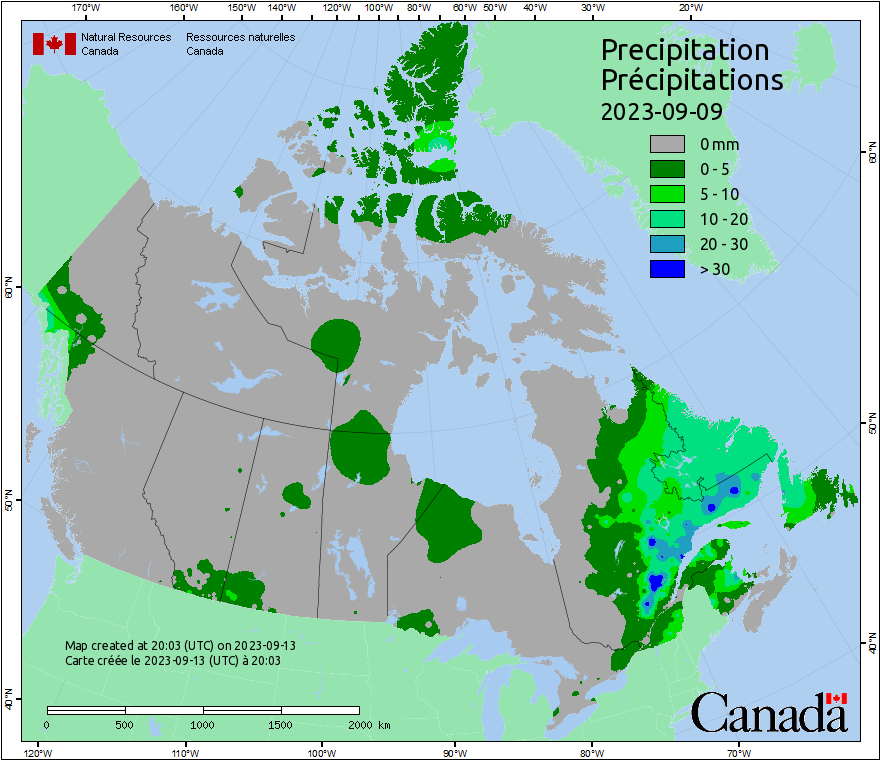 170°W 160°W 150°W 140°W 120°W 100°W 80°W 60°W 50°W 40°W 30°W 20°W
Natural Resources Canada
Ressources naturelles Canada
Precipitation
Précipitations
2023-09-09
0 mm
0 - 5
5 - 10
10 - 20
20 - 30
> 30
60°N
50°N
40°N
60°N
50°N
40°N
Map created at 20:03 (UTC) on 2023-09-13
Carte créée le 2023-09-13 (UTC) à 20:03
0 500 1000 1500 2000 km
Canada
120°W 110°W 100°W 90°W 80°W 70°W